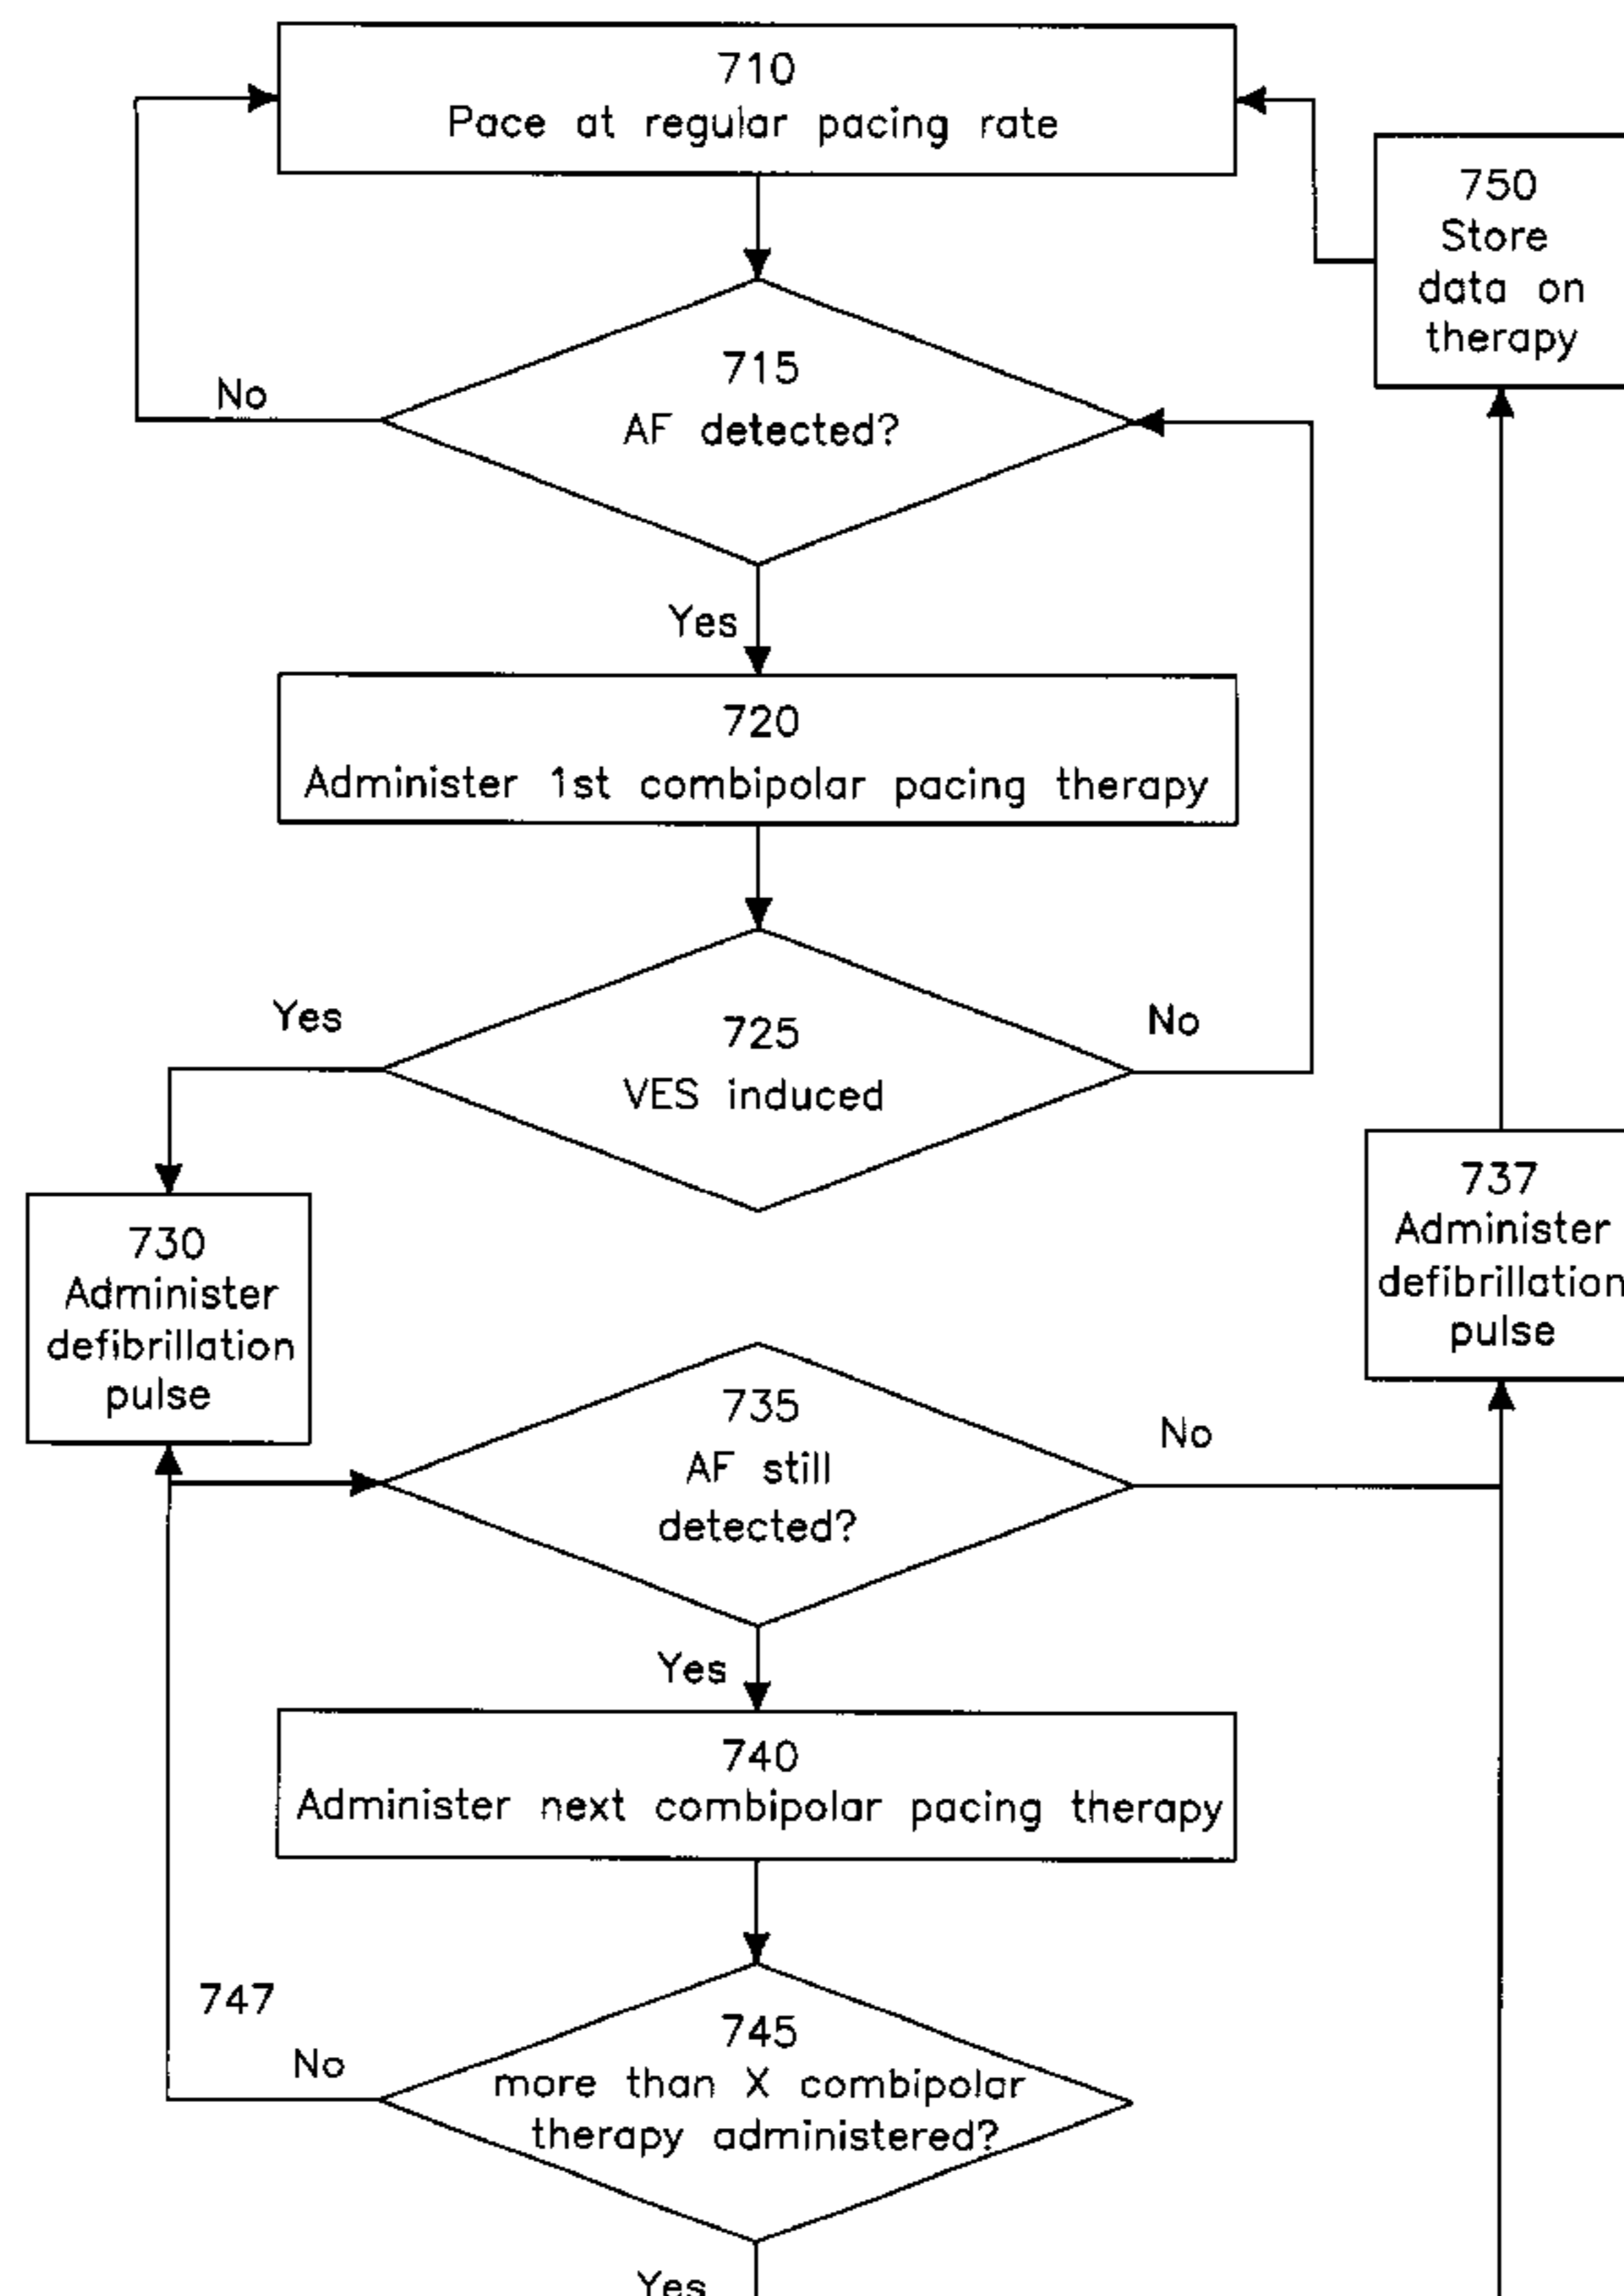 710
Pace at regular pacing rate
750
Store
data on
therapy
715
AF detected?
No
Yes
720
Administer 1st combipolar pacing therapy
725
VES induced
Yes
No
730
Administer
defibrillation
pulse
737
Administer
defibrillation
pulse
735
AF still
detected?
No
Yes
740
Administer next combipolar pacing therapy
747
No
745
more than X combipolar
therapy administered?
Yes